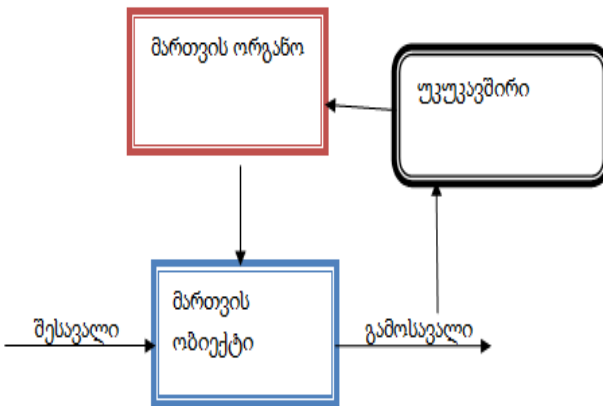 მართვის ორგანო
უკუკავშირი
მართვის
ობიექტი
შესავალი
გამოსავალი